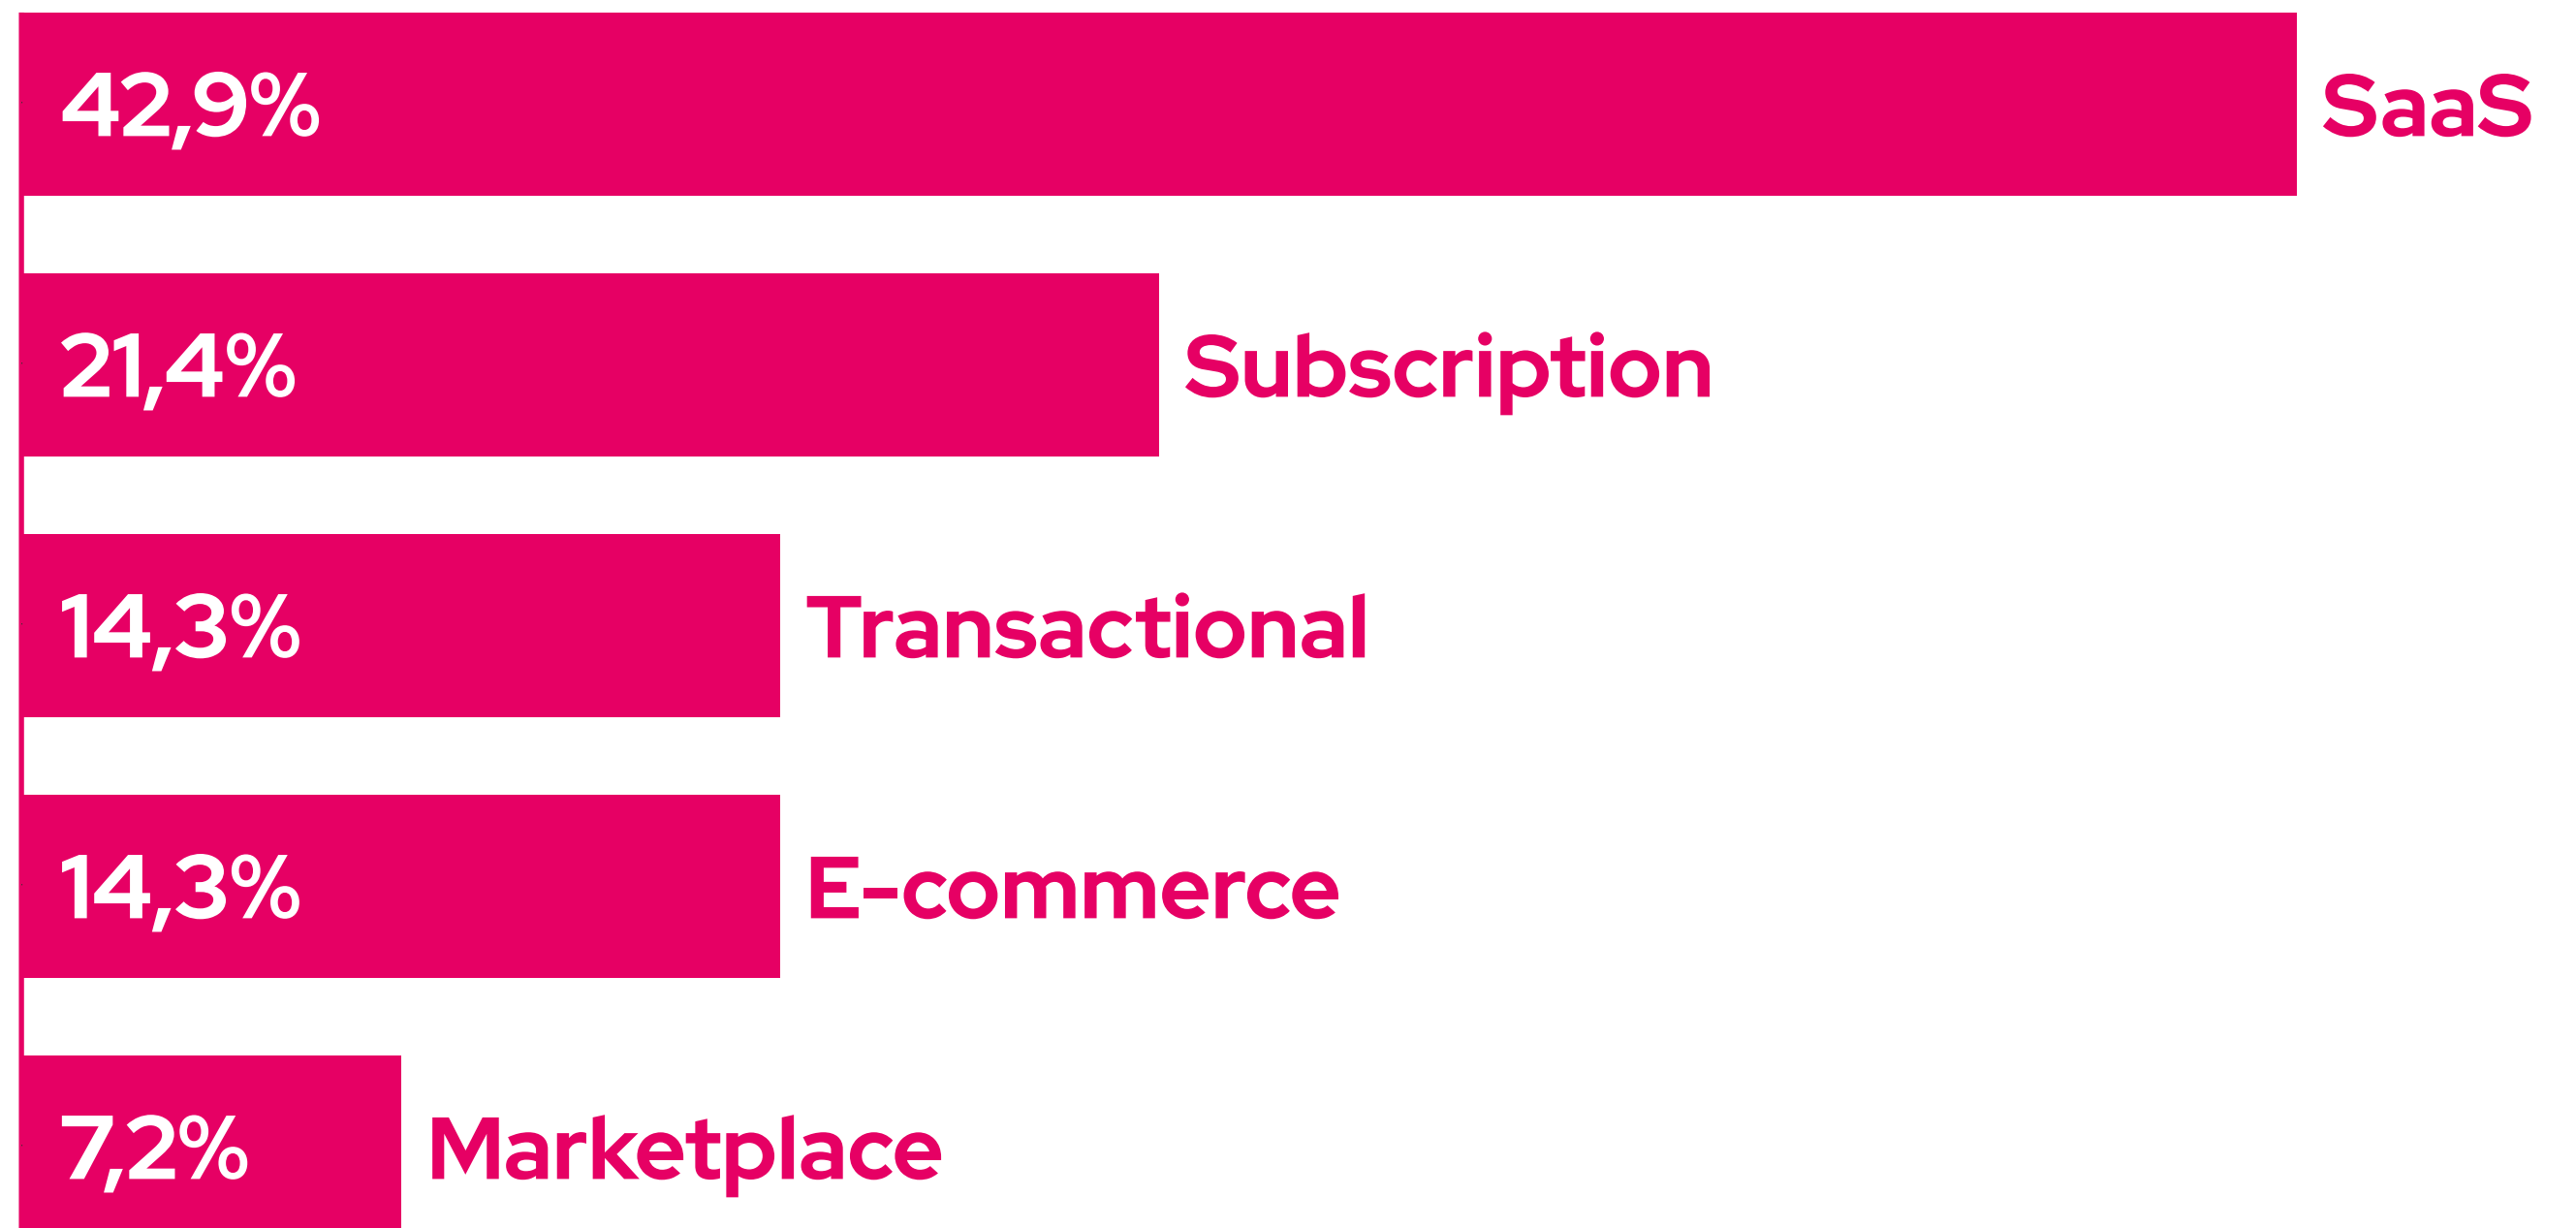 42,9% SaaS
21,4% Subscription
14,3% Transactional
14,3% E-commerce
7,2% Marketplace